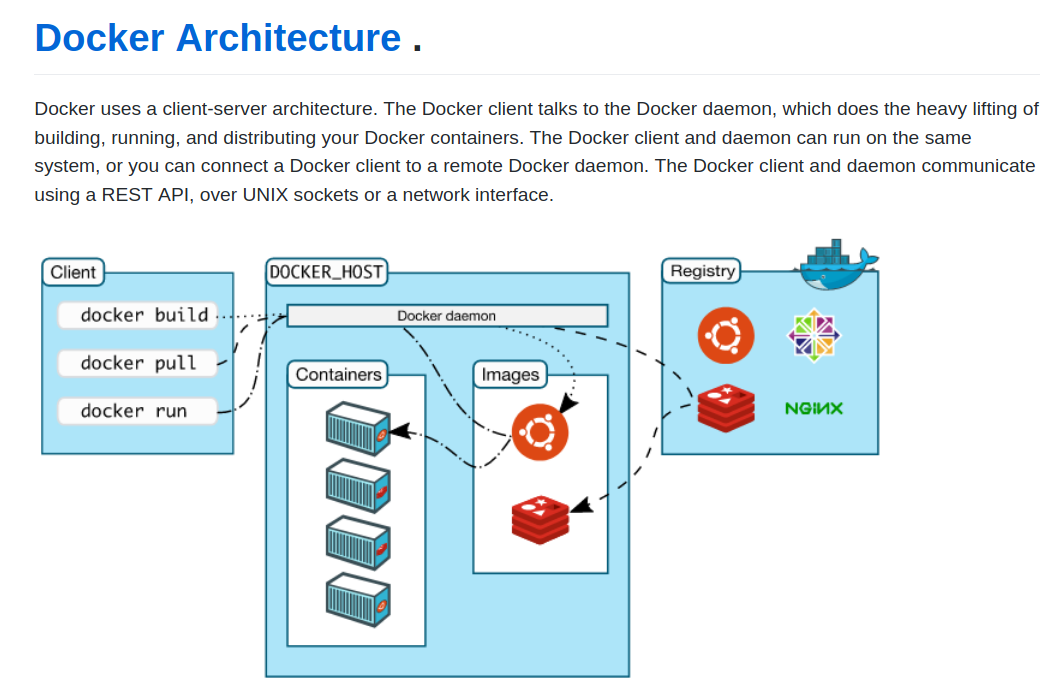 Docker Architecture .
Docker uses a client-server architecture. The Docker client talks to the Docker daemon, which does the heavy lifting of
building, running, and distributing your Docker containers. The Docker client and daemon can run on the same
system, or you can connect a Docker client to a remote Docker daemon. The Docker client and daemon communicate
using a REST API, over UNIX sockets or a network interface.
Client
docker build
docker pull
docker run
DOCKER_HOST
Docker daemon
Containers
Images
Registry
NGINX